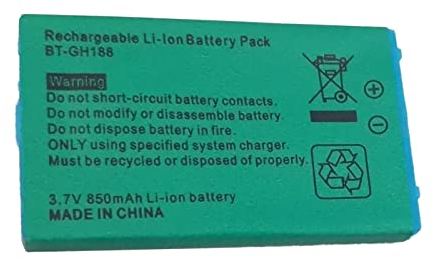 Rechargeable Li-Ion Battery Pack
BT-GH188
Warning
Do not short-circuit battery contacts.
Do not modify or disassemble battery.
Do not dispose battery in fire.
ONLY using specified system charger.
Must be recycled or disposed of properly.
3.7V 850mAh Li-ion battery
MADE IN CHINA
+
-